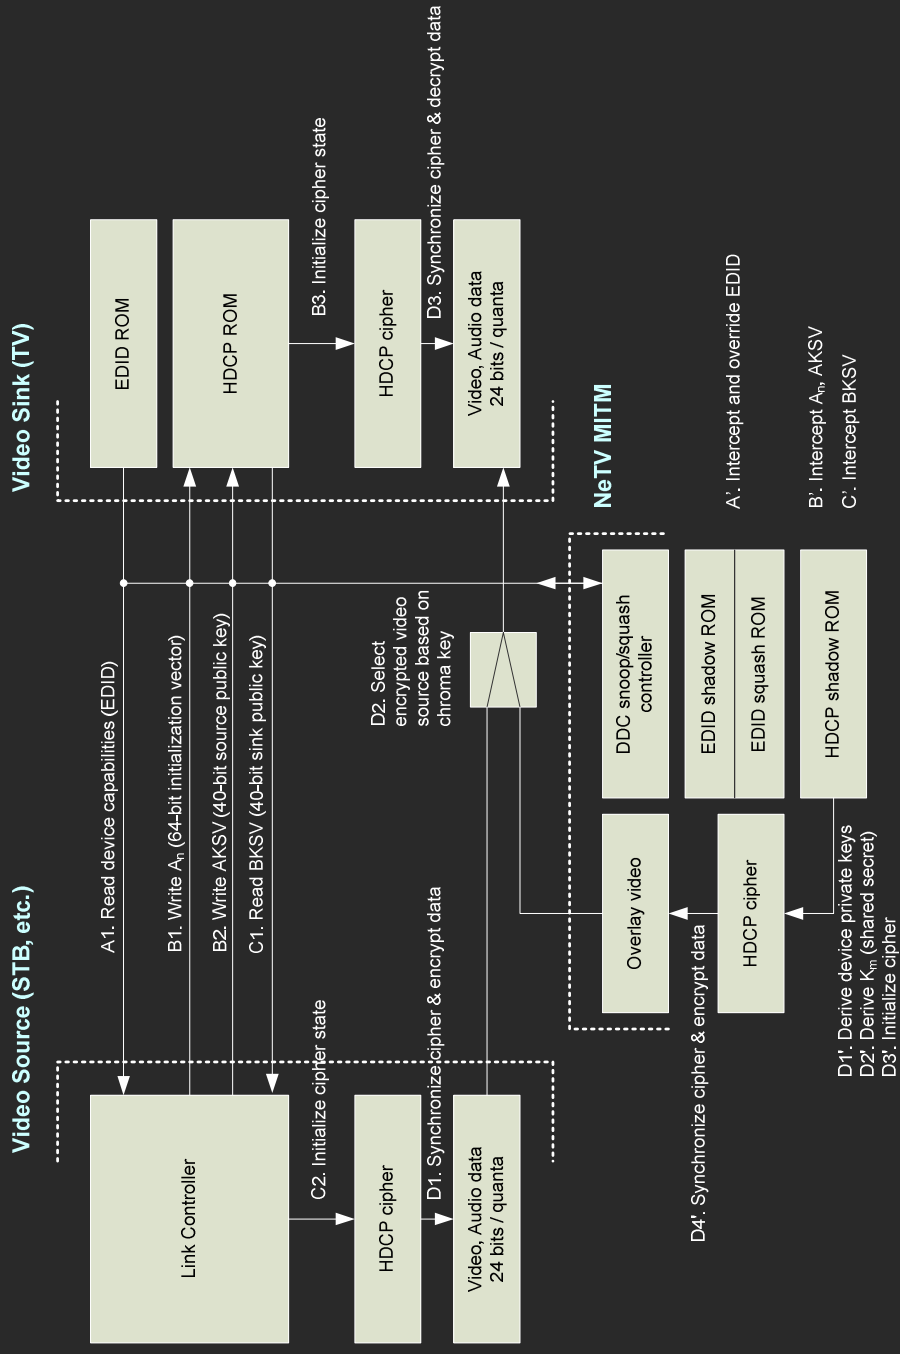 Video Source (STB, etc.)
Video Sink (TV)
Link Controller
A1. Read device capabilities (EDID)
EDID ROM
B1. Write An (64-bit initialization vector)
B2. Write AKSV (40-bit source public key)
C1. Read BKSV (40-bit sink public key)
HDCP ROM
C2. Initialize cipher state
B3. Initialize cipher state
HDCP cipher
HDCP cipher
D1. Synchronize cipher & encrypt data
D2. Select
encrypted video
source based on
chroma key
D3. Synchronize cipher & decrypt data
Video, Audio data
24 bits / quanta
Video, Audio data
24 bits / quanta
NeTV MITM
Overlay video
DDC snoop/squash
controller
D4'. Synchronize cipher & encrypt data
HDCP cipher
EDID shadow ROM
EDID squash ROM
A'. Intercept and override EDID
HDCP shadow ROM
B'. Intercept An, AKSV
C'. Intercept BKSV
D1'. Derive device private keys
D2'. Derive Km (shared secret)
D3'. Initialize cipher